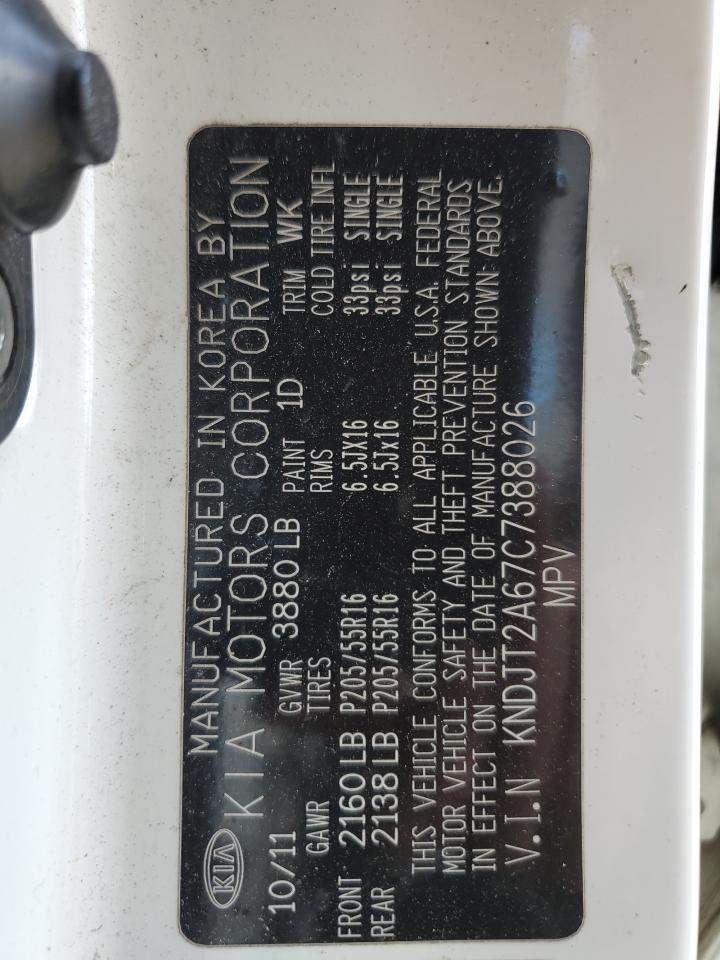 MANUFACTURED IN KOREA BY
KIA KIA MOTORS CORPORATION
10/11 GVWR 3880 LB PAINT 1D TRIM WK
GAWR TIRES RIMS COLD TIRE INFL
FRONT 2160 LB P205/55R16 6.5JX16 33psi SINGLE
REAR 2138 LB P205/55R16 6.5Jx16 33psi SINGLE
THIS VEHICLE CONFORMS TO ALL APPLICABLE U.S.A. FEDERAL
MOTOR VEHICLE SAFETY AND THEFT PREVENTION STANDARDS
IN EFFECT ON THE DATE OF MANUFACTURE SHOWN ABOVE.
V.I.N KNDJT2A67C7388026
MPV